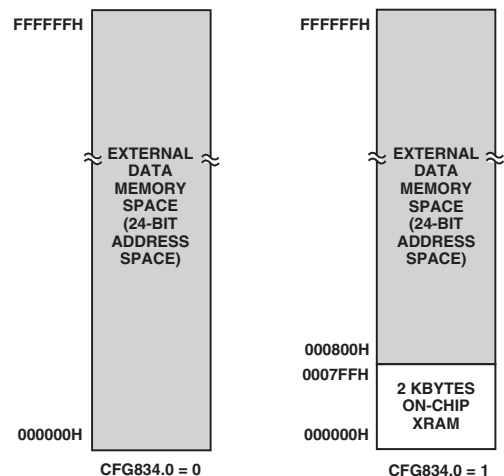 FFFFFFH
EXTERNAL
DATA
MEMORY
SPACE
(24-BIT
ADDRESS
SPACE)
000000H
CFG834.0 = 0
FFFFFFH
EXTERNAL
DATA
MEMORY
SPACE
(24-BIT
ADDRESS
SPACE)
000800H
0007FFH
2 KBYTES
ON-CHIP
XRAM
000000H
CFG834.0 = 1